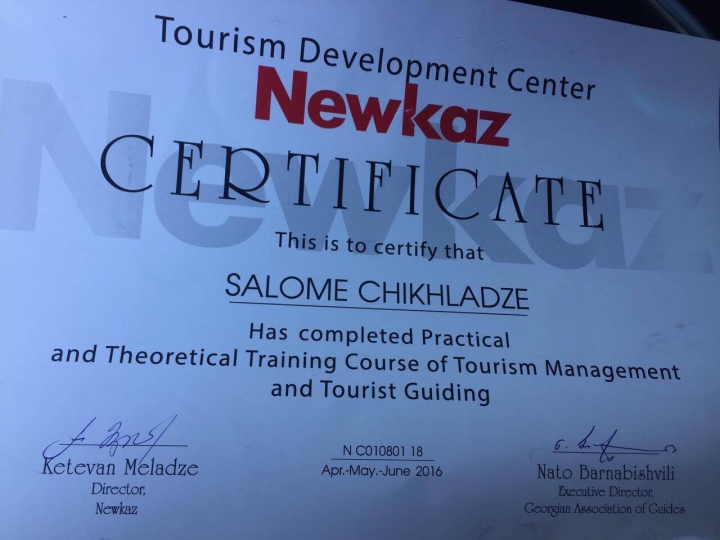 Tourism Development Center
Newkaz
Newkaz
CERTIFICATE
This is to certify that
SALOME CHIKHLADZE
Has completed Practical
and Theoretical Training Course of Tourism Management
and Tourist Guiding
N C010801 18
Apr.-May.-June 2016
Ketevan Meladze
Director,
Newkaz
Nato Barnabishvili
Executive Director,
Georgian Association of Guides